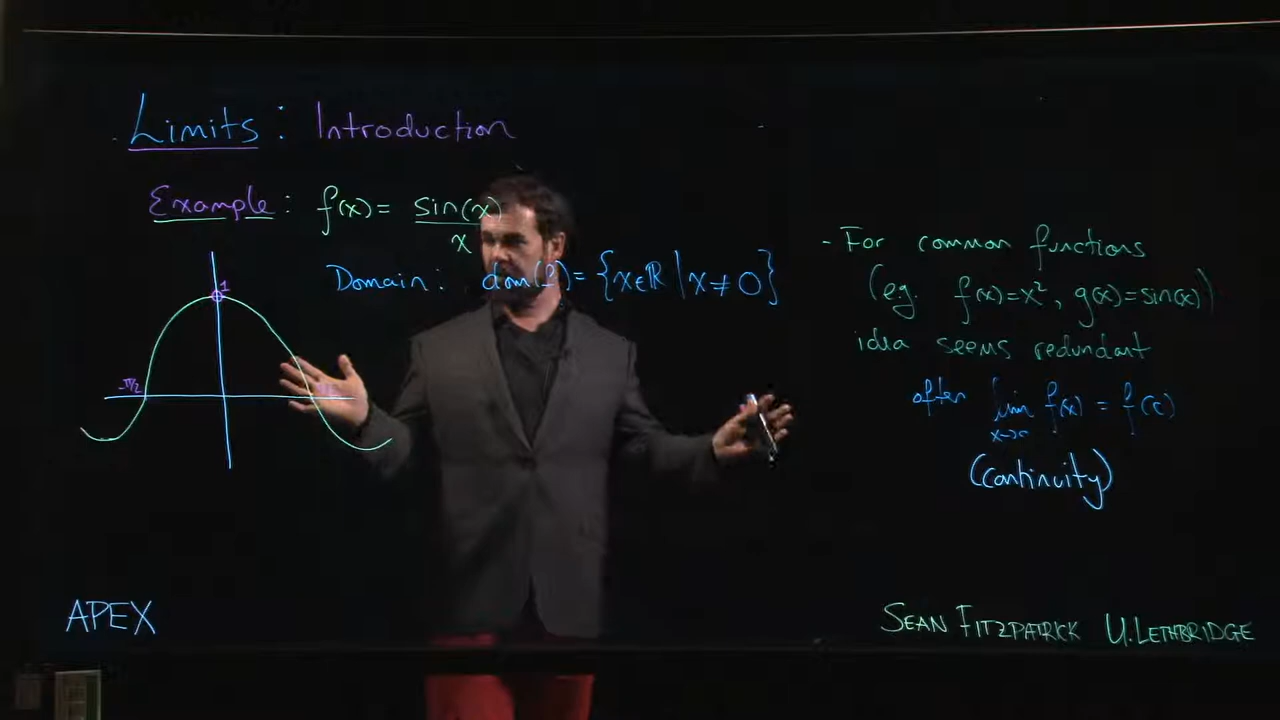 Limits: Introduction
Example: f(x) = sin(x)
x
Domain: dom(f) = {x∈ℝ | x ≠ 0}
1
-π/2
- For common functions
(eg. f(x)=x², g(x)=sin(x))
idea seems redundant
often lim f(x) = f(c)
x→c
(continuity)
APEX
SEAN FITZPATRICK U. LETHBRIDGE